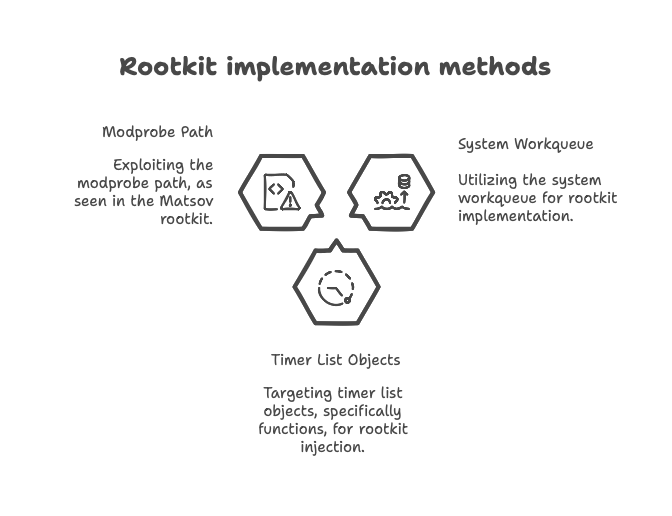 Rootkit implementation methods
Modprobe Path
Exploiting the
modprobe path, as
seen in the Matsov
rootkit.
System Workqueue
Utilizing the system
workqueue for rootkit
implementation.
Timer List Objects
Targeting timer list
objects, specifically
functions, for rootkit
injection.